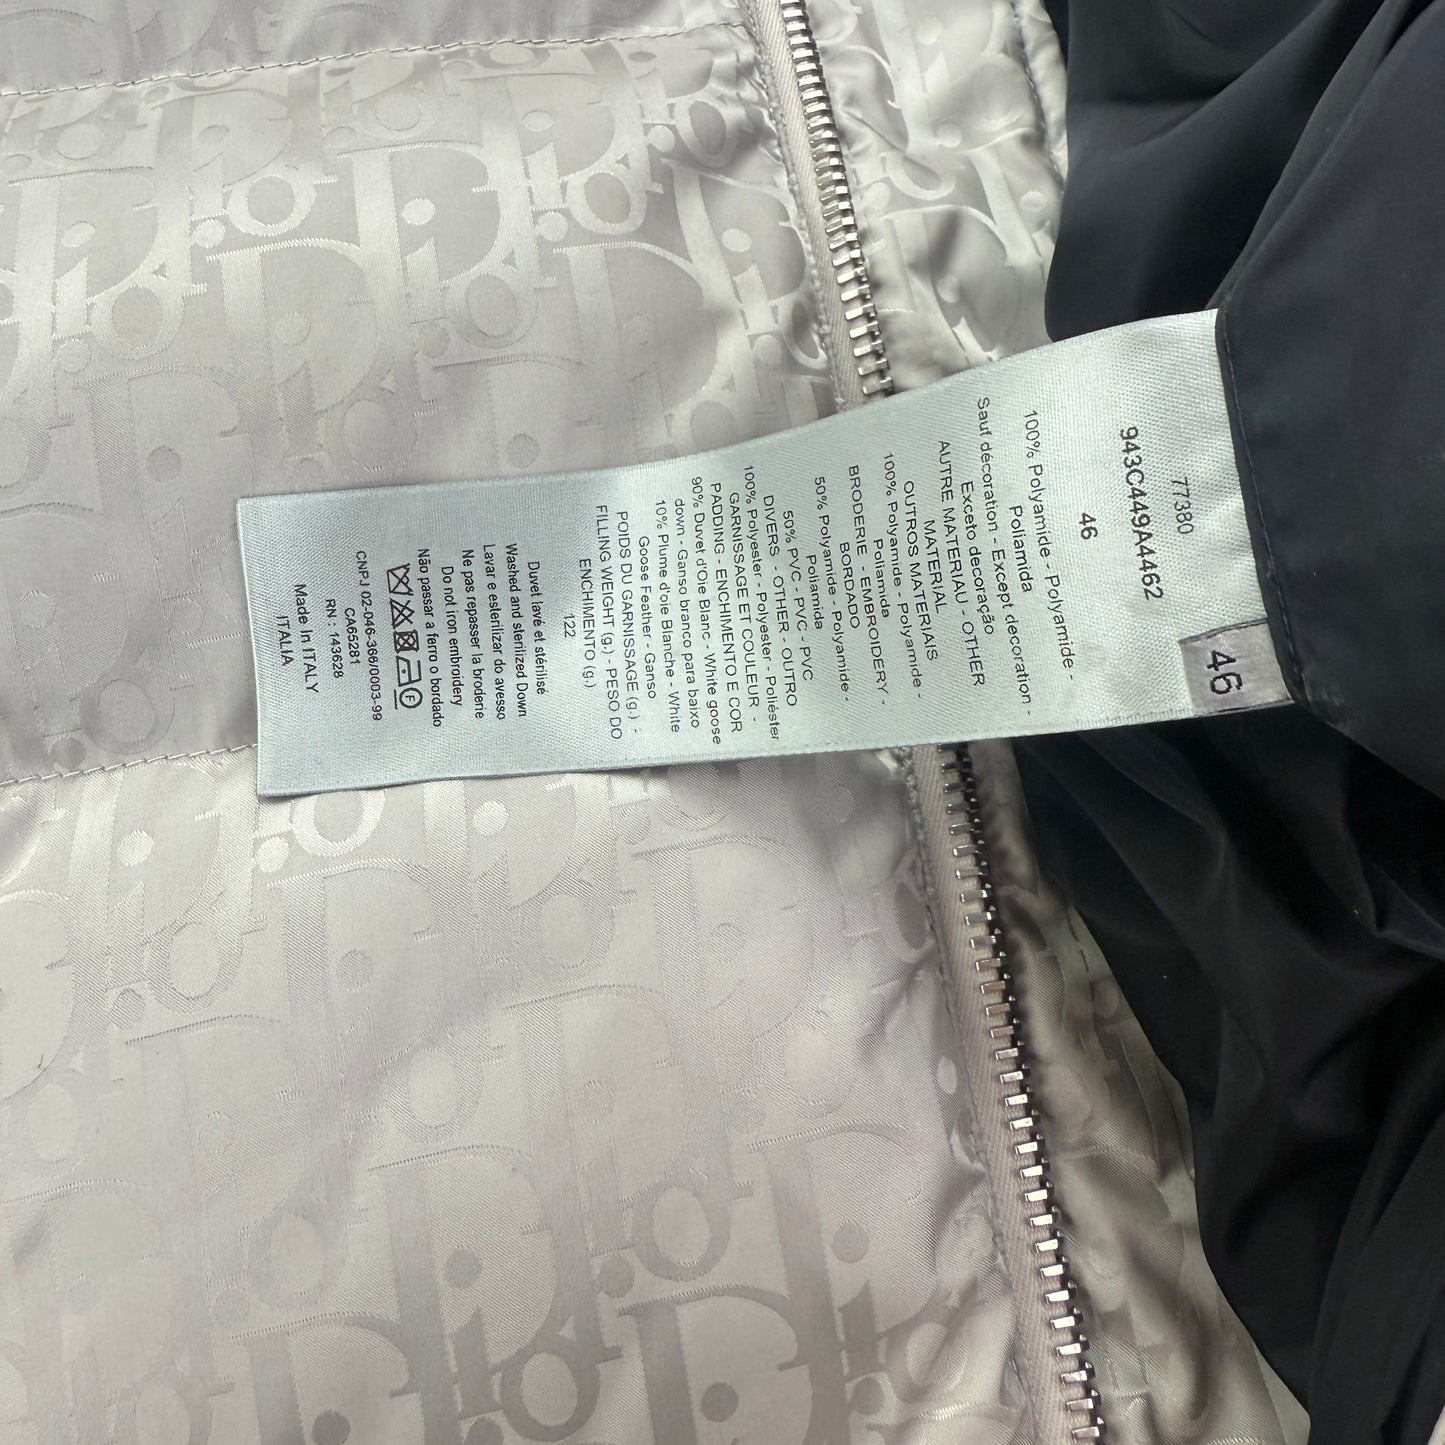 77380
943C449A4462
46
100% Polyamide - Polyamide -
Poliamida
Sauf décoration - Except decoration -
Exceto decoração
AUTRE MATERIAU - OTHER
MATERIAL
OUTROS MATERIAIS
100% Polyamide - Polyamide -
Poliamida
BRODERIE - EMBROIDERY -
BORDADO
50% Polyamide - Polyamide -
Poliamida
50% PVC - PVC - PVC
DIVERS - OTHER - OUTRO
100% Polyester - Polyester - Poliéster
GARNISSAGE ET COULEUR -
PADDING - ENCHIMENTO E COR
90% Duvet d'Oie Blanc - White goose
down - Ganso branco para baixo
10% Plume d'oie Blanche - White
Goose Feather - Ganso
POIDS DU GARNISSAGE (g.) -
FILLING WEIGHT (g.) - PESO DO
ENCHIMENTO (g.)
122
Duvet lavé et stérilisé
Washed and sterilized Down
Lavar e esterilizar do avesso
Ne pas repasser la broderie
Do not iron embroidery
Não passar a ferro o bordado
F
CNPJ 02-046-366/0003-99
CA65281
RN: 143628
Made In ITALY
ITALIA
46
Dior